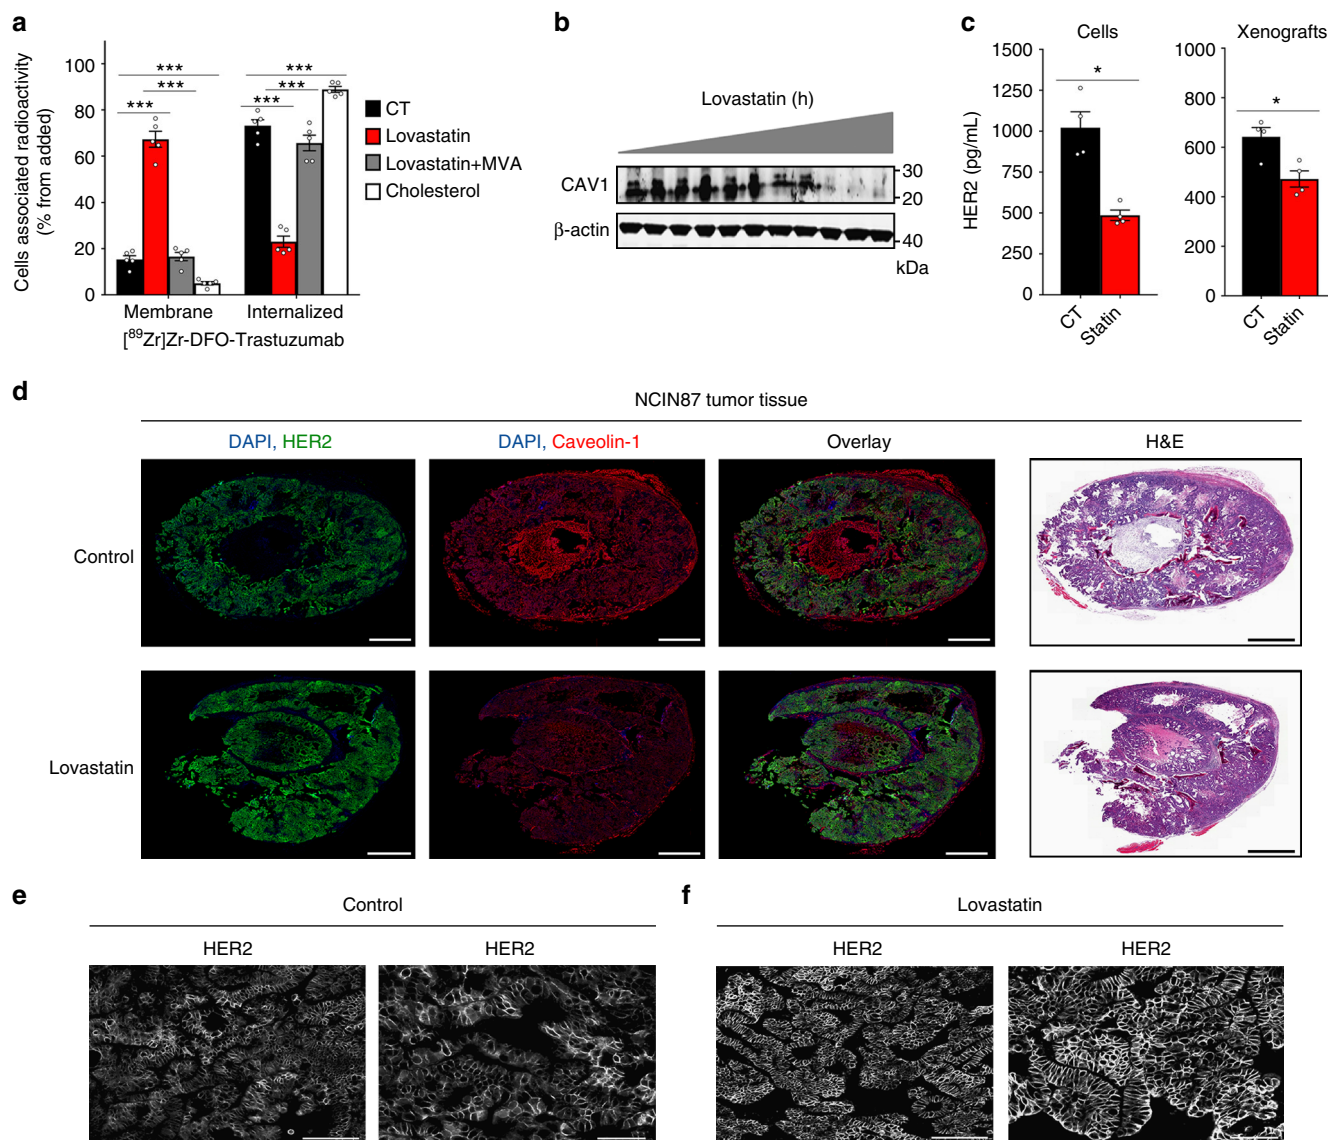 a
Cells associated radioactivity
(% from added)
100
80
60
40
20
0
***
***
***
***
***
***
CT
Lovastatin
Lovastatin+MVA
Cholesterol
Membrane
Internalized
[⁸⁹Zr]Zr-DFO-Trastuzumab
b
Lovastatin (h)
CAV1
30
20
β-actin
40
kDa
c
Cells
HER2 (pg/mL)
1500
1250
1000
750
500
250
0
*
CT
Statin
Xenografts
1000
800
600
400
200
0
*
CT
Statin
d
NCIN87 tumor tissue
DAPI, HER2
DAPI, Caveolin-1
Overlay
H&E
Control
Lovastatin
e
Control
HER2
HER2
f
Lovastatin
HER2
HER2